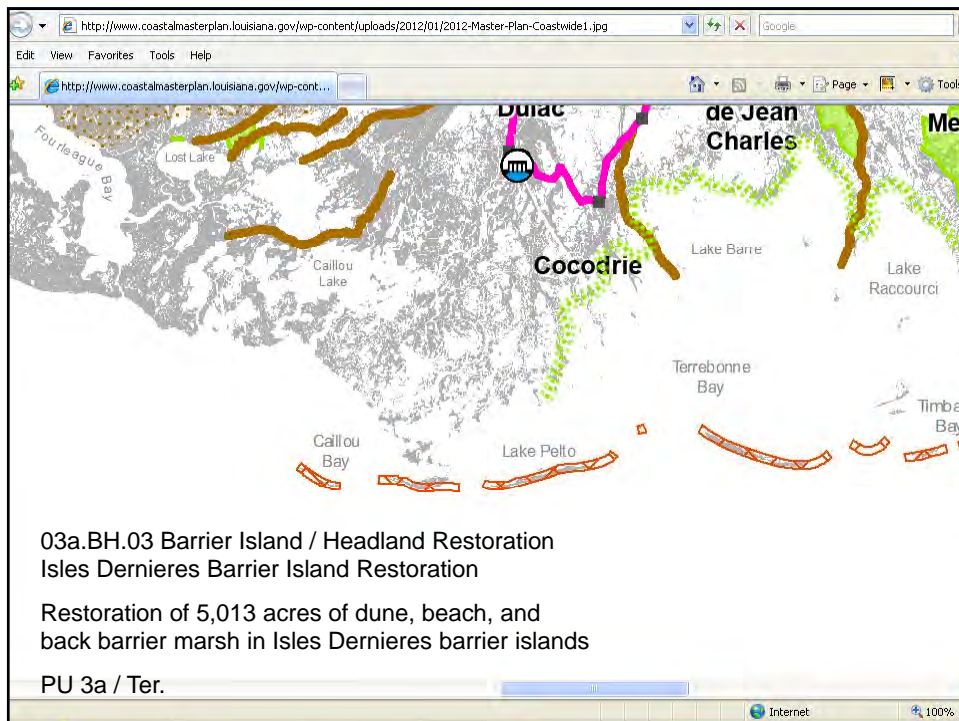 http://www.coastalmasterplan.louisiana.gov/wp-content/uploads/2012/01/2012-Master-Plan-Coastwide1.jpg
Google
Edit View Favorites Tools Help
http://www.coastalmasterplan.louisiana.gov/wp-cont...
Page
Tools
Dulac
de Jean
Charles
Me
Fourleague Bay
Lost Lake
Lake Barre
Cocodrie
Caillou
Lake
Lake
Raccourci
Terrebonne
Bay
Timba
Bay
Caillou
Bay
Lake Pelto
03a.BH.03 Barrier Island / Headland Restoration
Isles Dernieres Barrier Island Restoration
Restoration of 5,013 acres of dune, beach, and
back barrier marsh in Isles Dernieres barrier islands
PU 3a / Ter.
Internet
100%